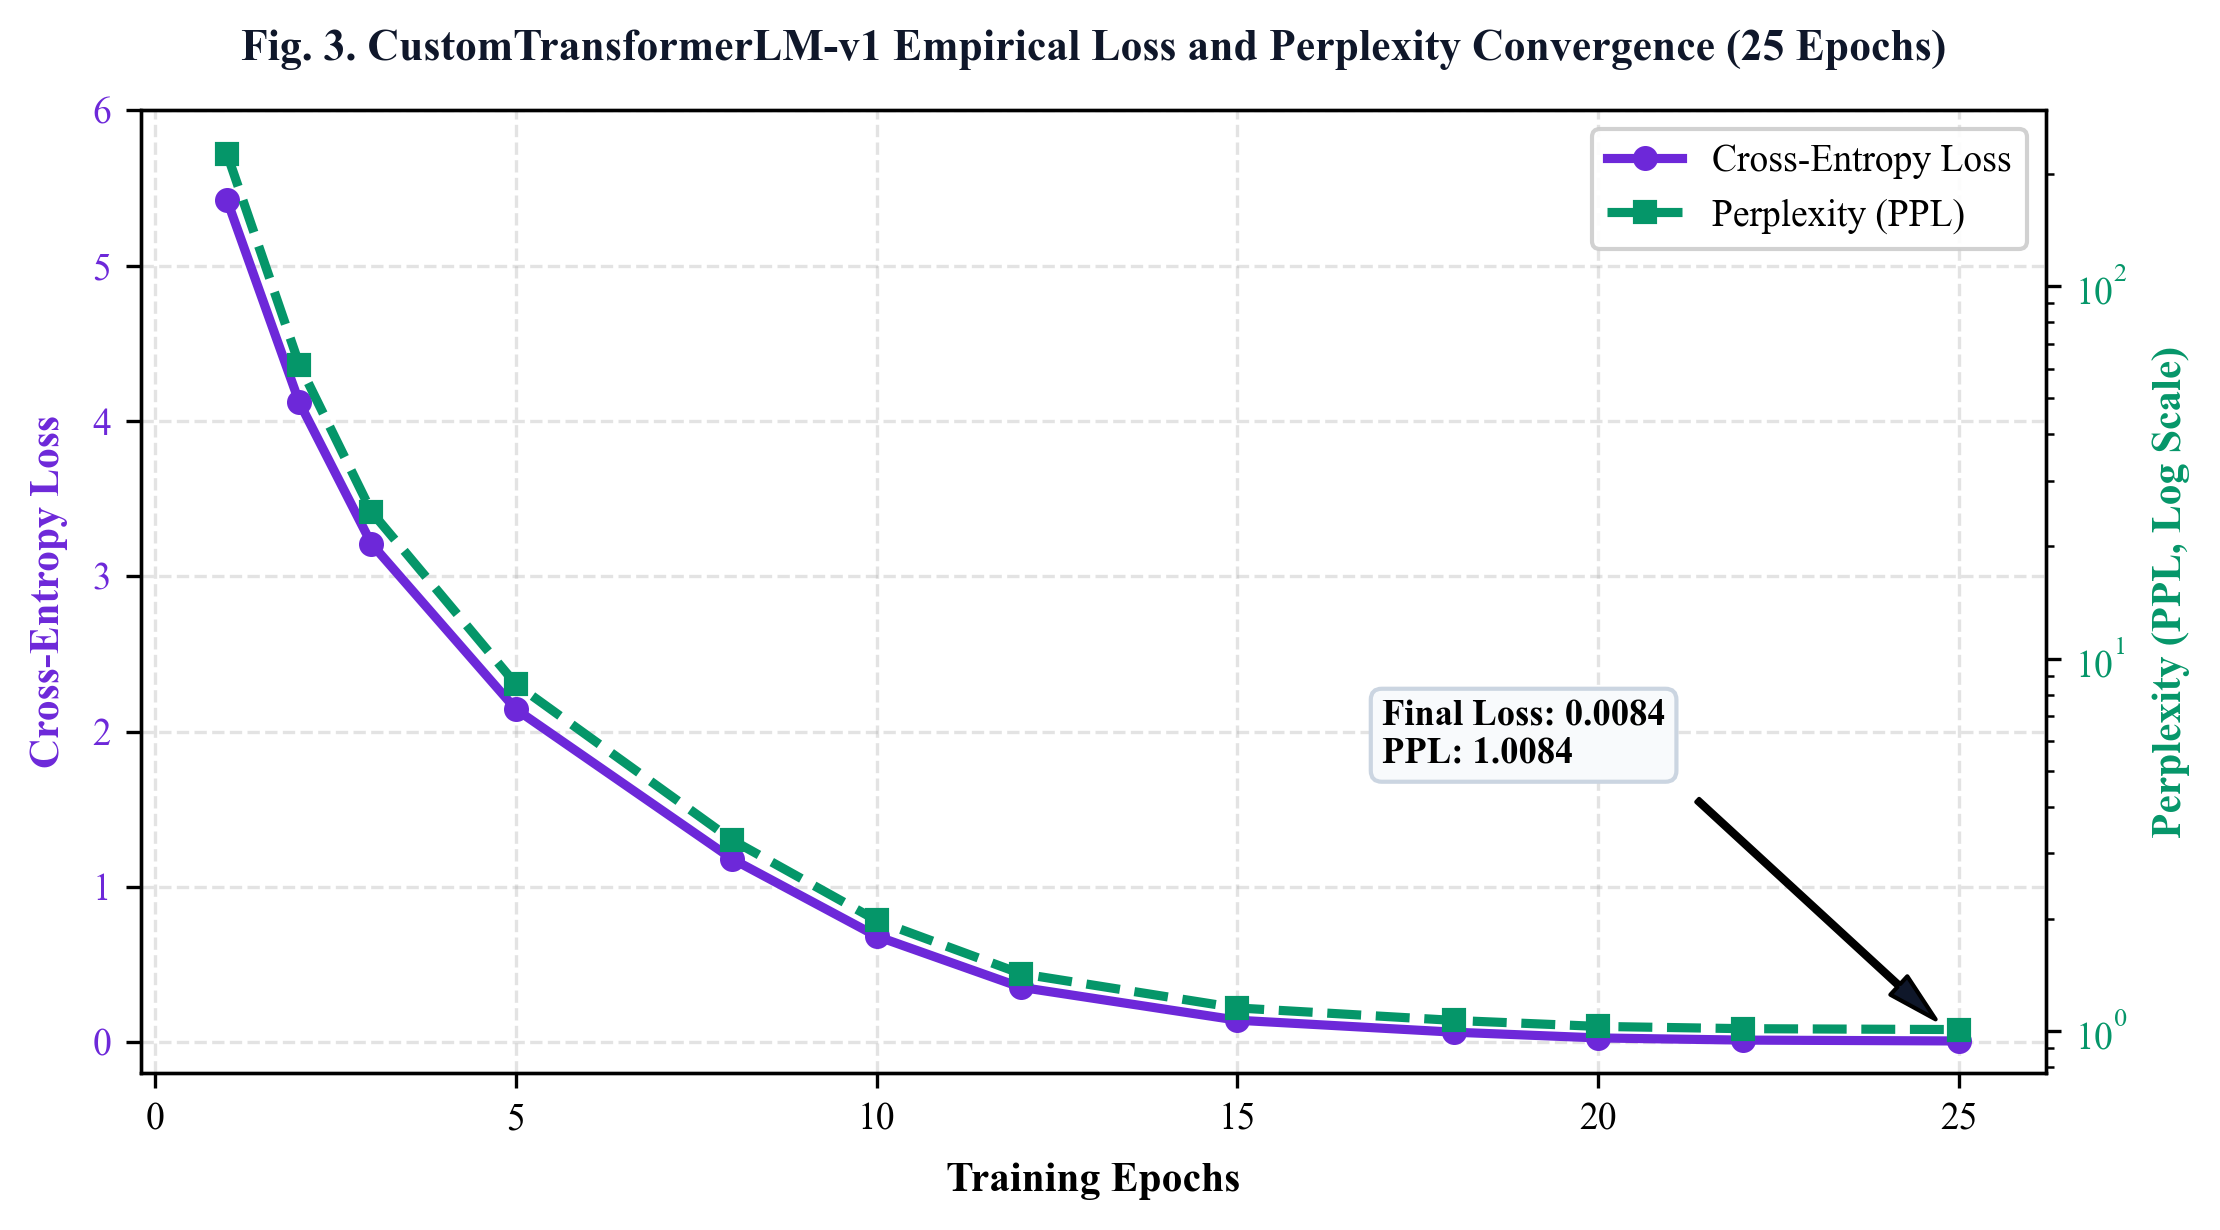 Fig. 3. CustomTransformerLM-v1 Empirical Loss and Perplexity Convergence (25 Epochs)
Cross-Entropy Loss
6
5
4
3
2
1
0
Cross-Entropy Loss
Perplexity (PPL)
Final Loss: 0.0084
PPL: 1.0084
10²
10¹
10⁰
Perplexity (PPL, Log Scale)
0 5 10 15 20 25
Training Epochs